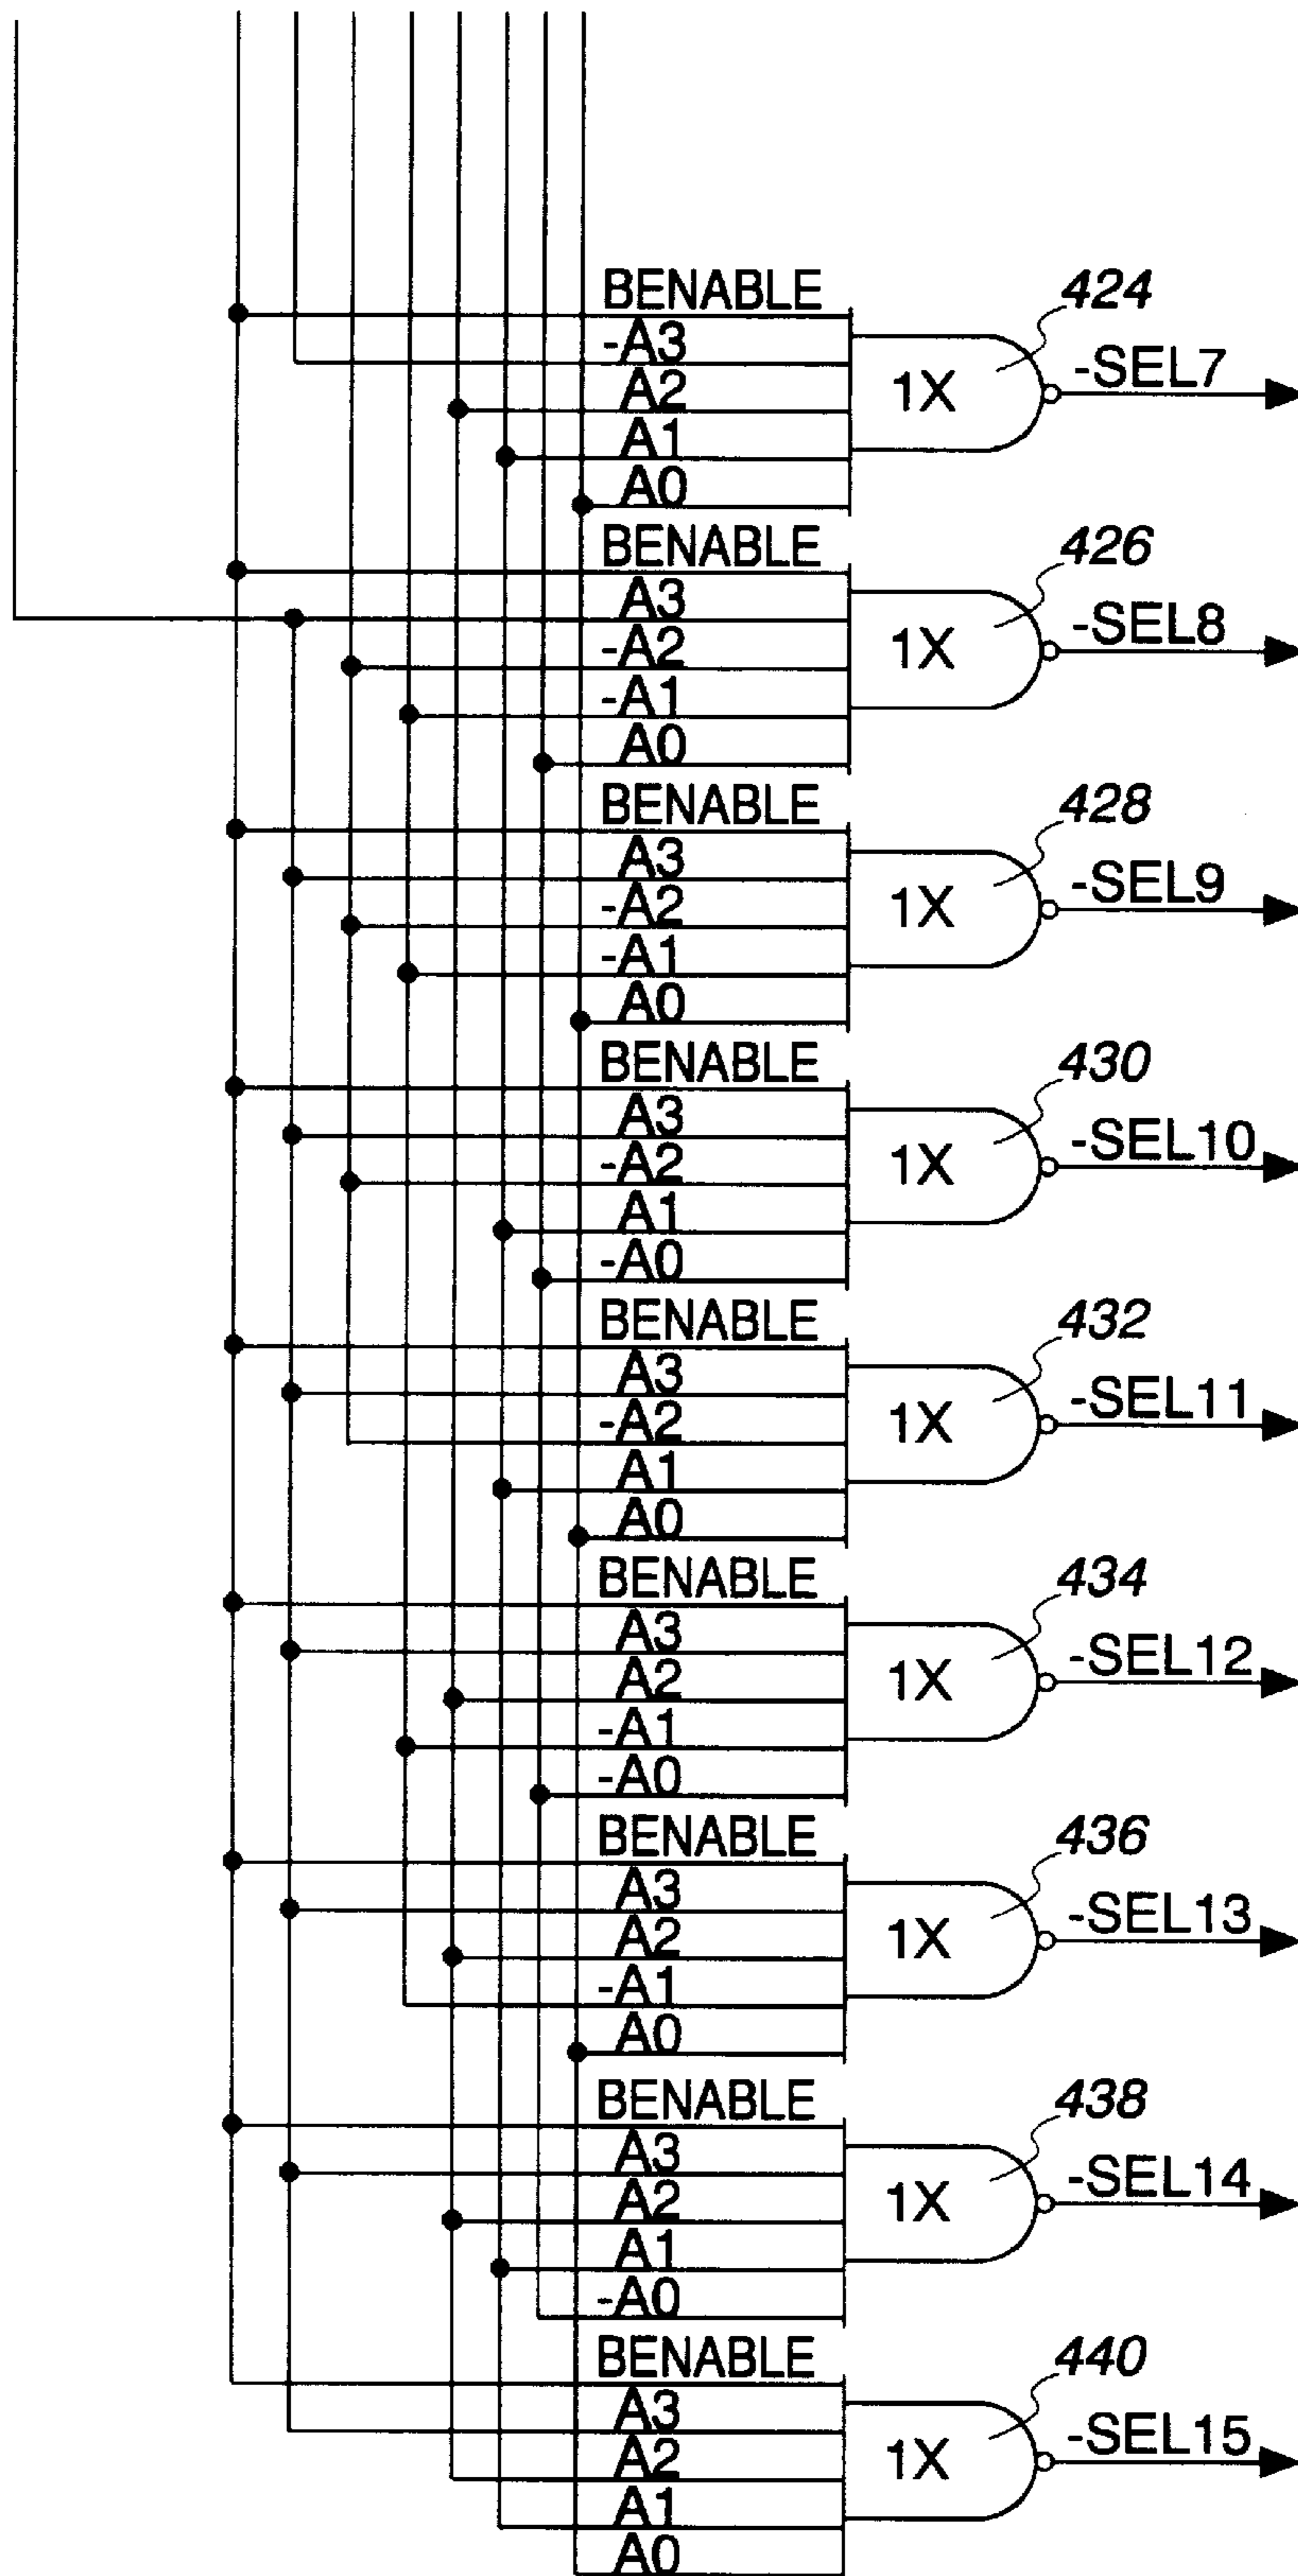 BENABLE
424
-A3
-SEL7
A2
1X
A1
A0
BENABLE
426
A3
-SEL8
-A2
1X
-A1
A0
BENABLE
428
A3
-SEL9
-A2
1X
-A1
A0
BENABLE
430
A3
-SEL10
-A2
1X
A1
-A0
BENABLE
432
A3
-SEL11
-A2
1X
A1
A0
BENABLE
434
A3
-SEL12
A2
1X
-A1
-A0
BENABLE
436
A3
-SEL13
A2
1X
-A1
A0
BENABLE
438
A3
-SEL14
A2
1X
A1
-A0
BENABLE
440
A3
-SEL15
A2
1X
A1
A0